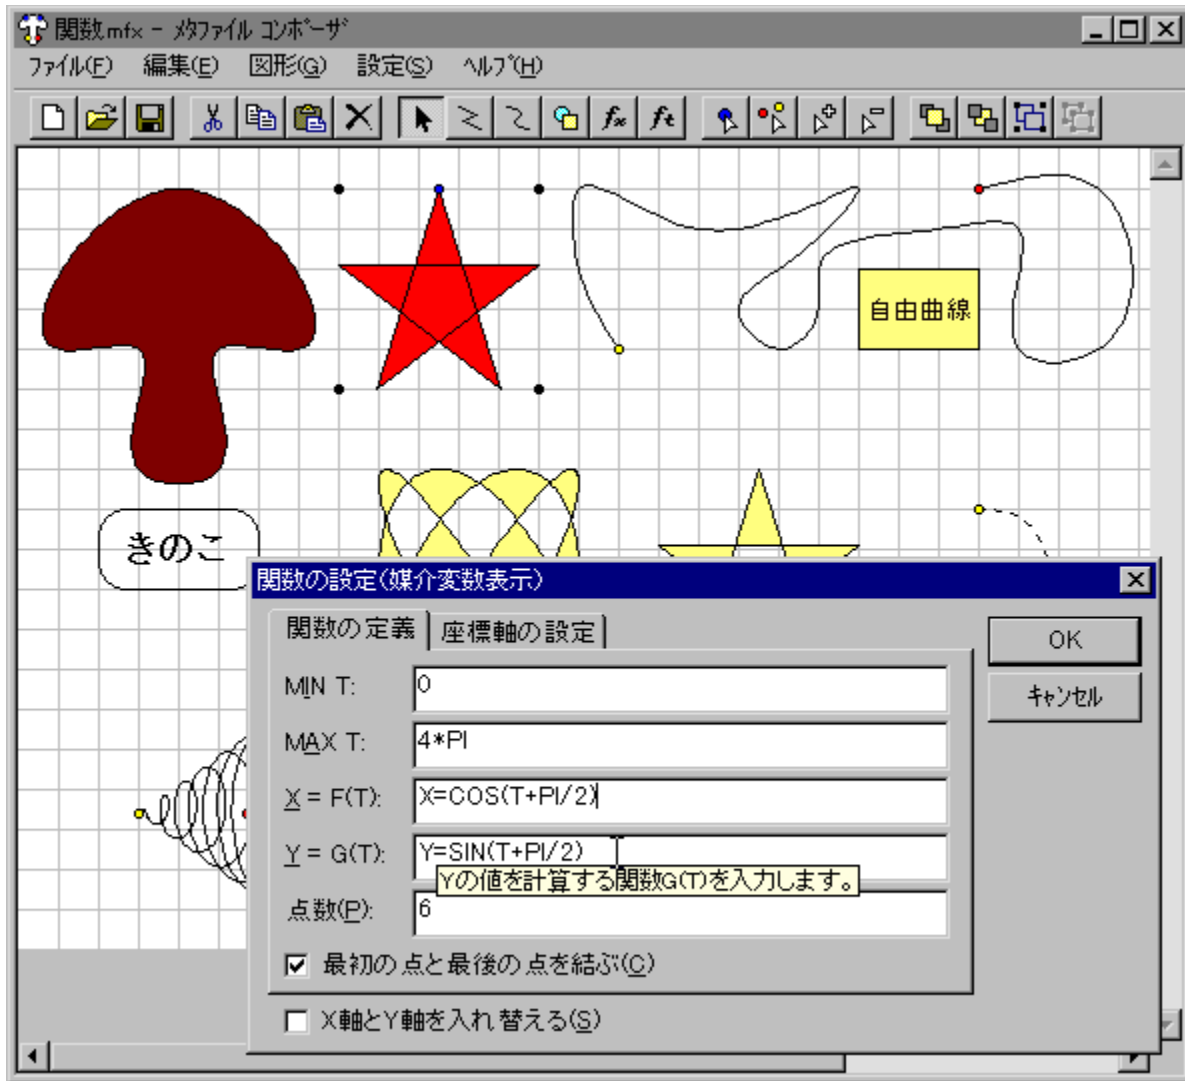 関数.mfx - ﾒﾀﾌｧｲﾙ ｺﾝﾎﾟｰｻﾞ
ﾌｧｲﾙ(F) 編集(E) 図形(G) 設定(S) ﾍﾙﾌﾟ(H)
fx ft
自由曲線
きのこ
関数の設定(媒介変数表示)
関数の定義 座標軸の設定
OK
MIN T: 0
ｷｬﾝｾﾙ
MAX T: 4*PI
X = F(T): X=COS(T+PI/2)
Y = G(T): Y=SIN(T+PI/2)
Yの値を計算する関数G(T)を入力します。
点数(P): 6
最初の点と最後の点を結ぶ(C)
X軸とY軸を入れ替える(S)